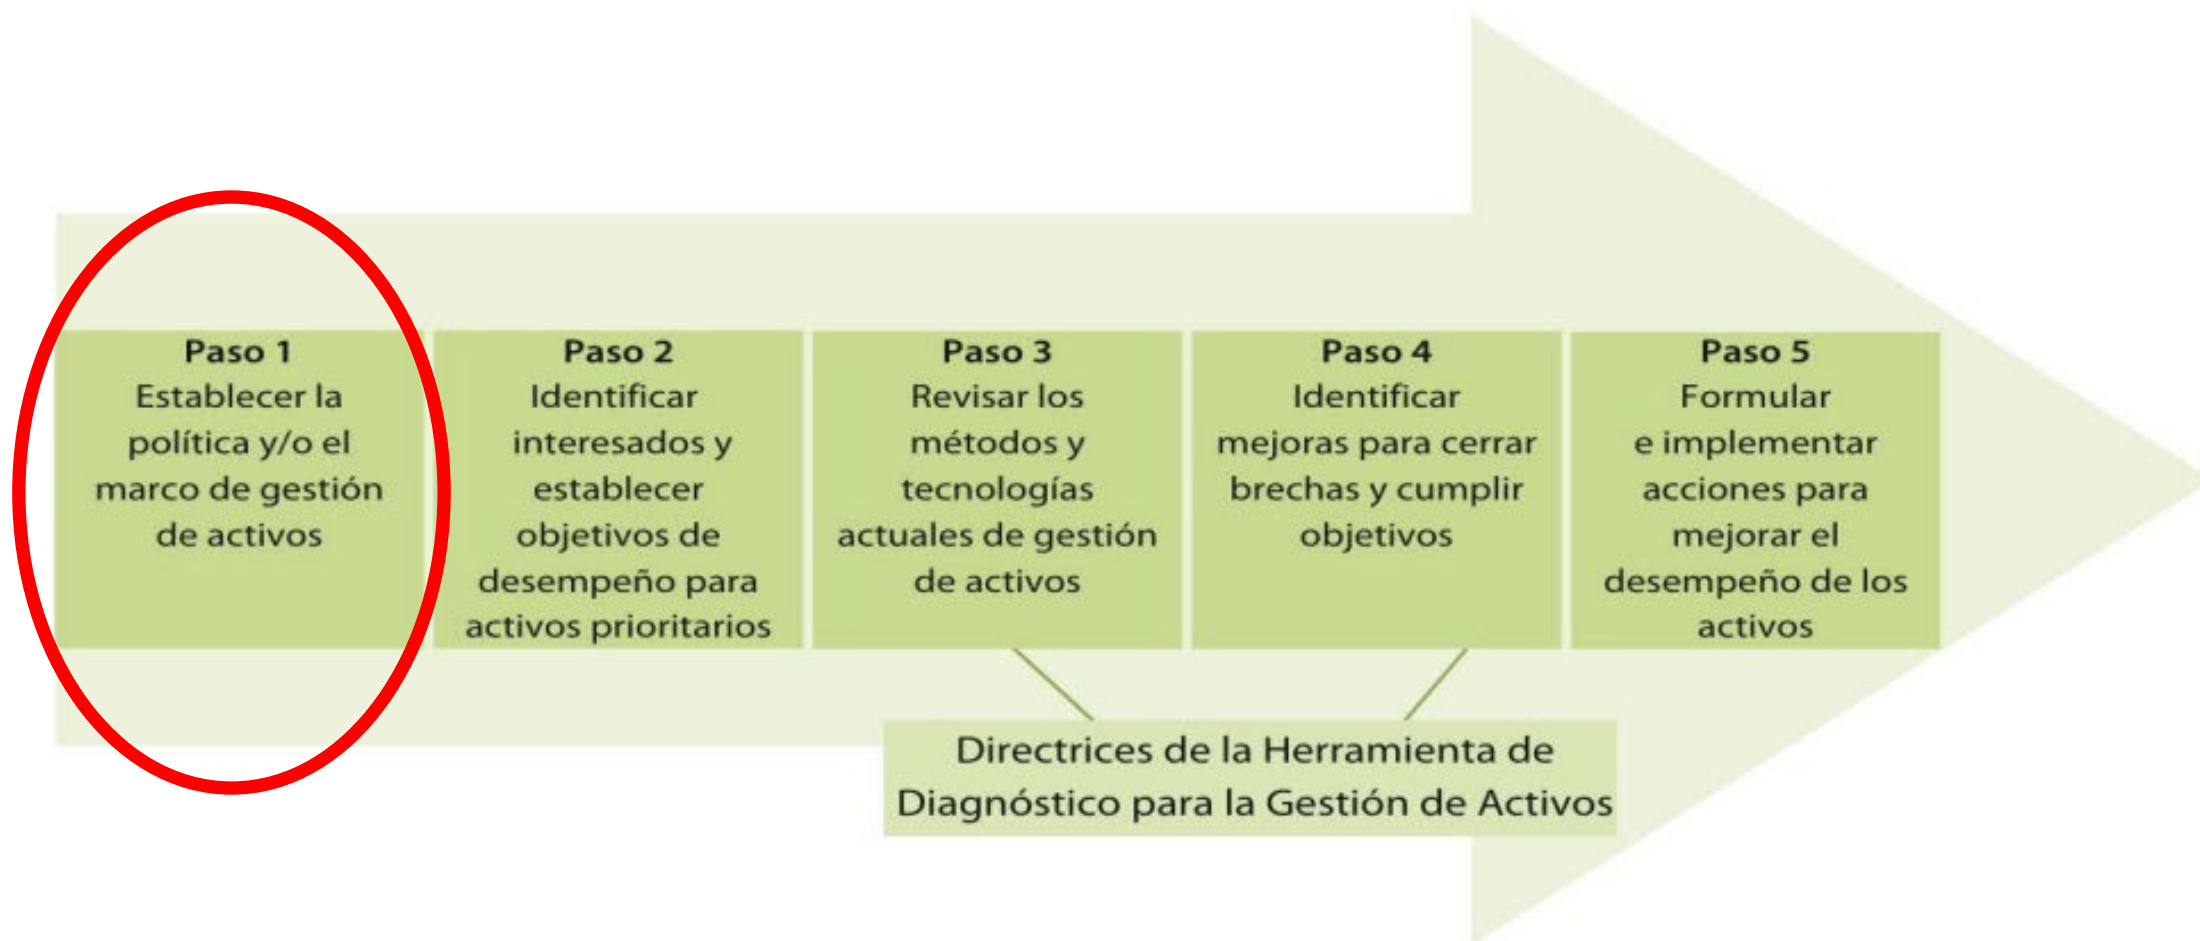 Paso 1
Establecer la
política y/o el
marco de gestión
de activos
Paso 2
Identificar
interesados y
establecer
objetivos de
desempeño para
activos prioritarios
Paso 3
Revisar los
métodos y
tecnologías
actuales de gestión
de activos
Paso 4
Identificar
mejoras para cerrar
brechas y cumplir
objetivos
Paso 5
Formular
e implementar
acciones para
mejorar el
desempeño de los
activos
Directrices de la Herramienta de
Diagnóstico para la Gestión de Activos